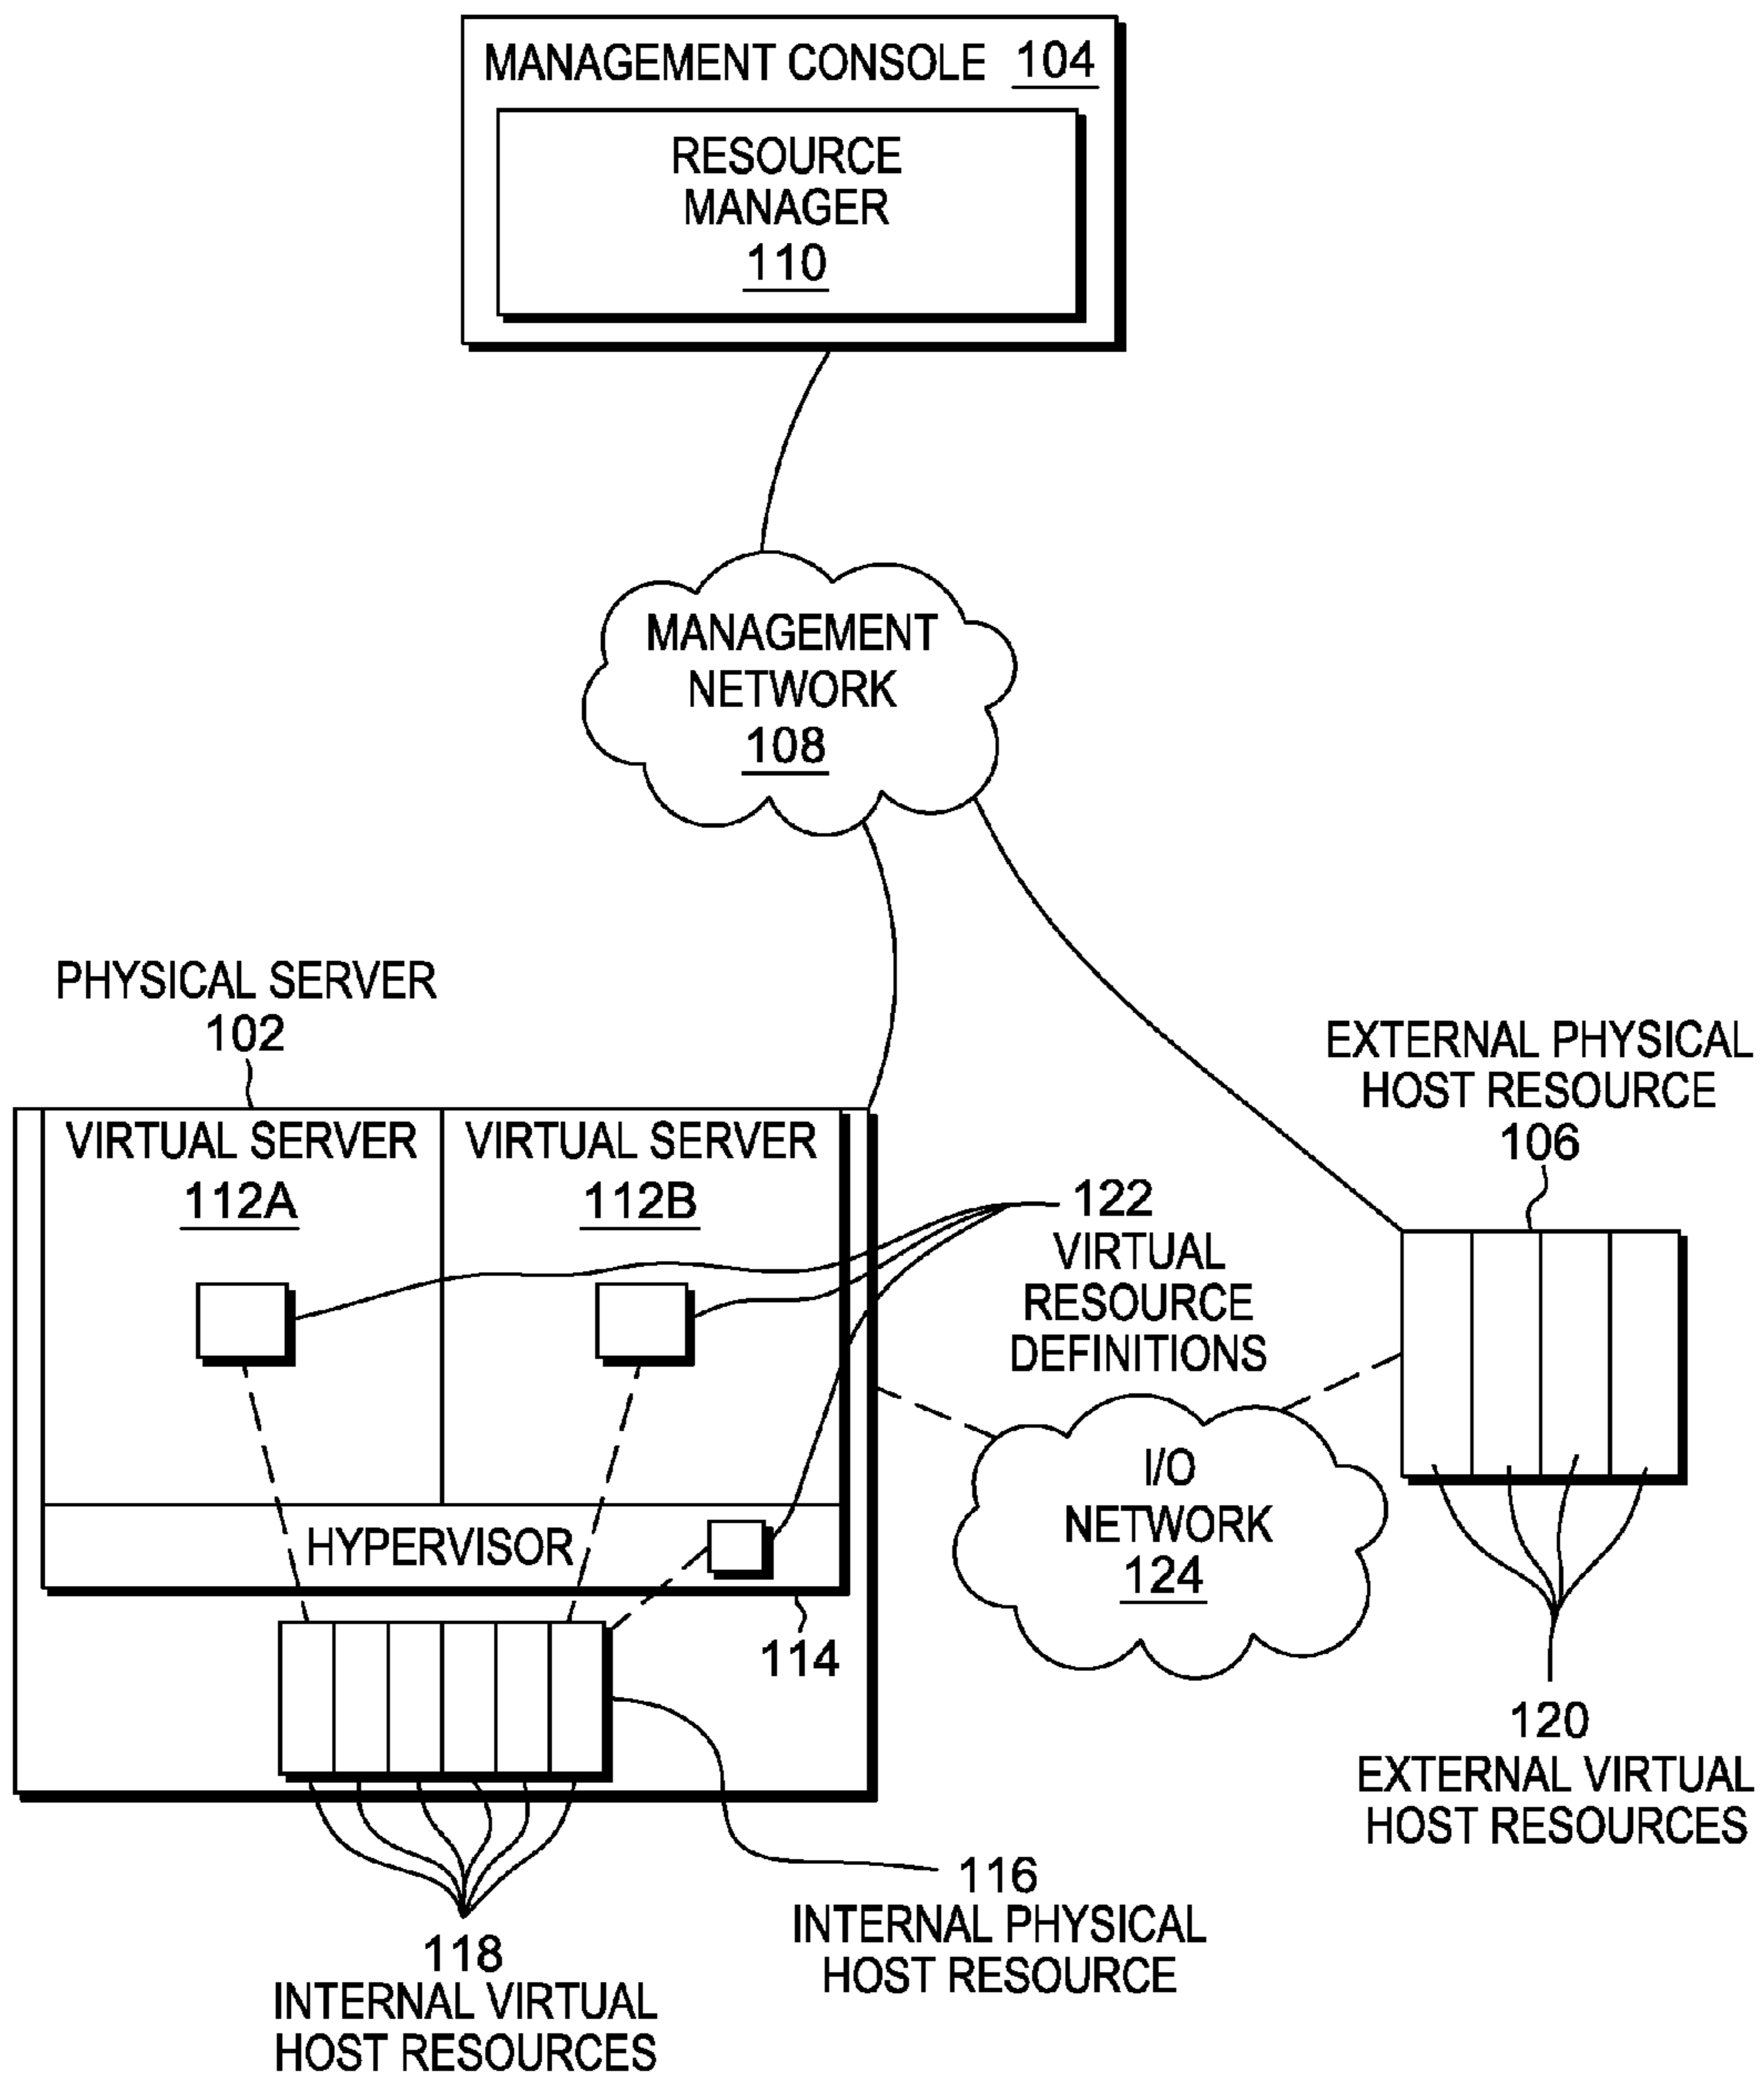 MANAGEMENT CONSOLE 104
RESOURCE
MANAGER
110
MANAGEMENT
NETWORK
108
PHYSICAL SERVER
102
EXTERNAL PHYSICAL
HOST RESOURCE
106
VIRTUAL SERVER
112A
VIRTUAL SERVER
112B
122
VIRTUAL
RESOURCE
DEFINITIONS
I/O
NETWORK
124
HYPERVISOR
114
120
EXTERNAL VIRTUAL
HOST RESOURCES
116
INTERNAL PHYSICAL
HOST RESOURCE
118
INTERNAL VIRTUAL
HOST RESOURCES